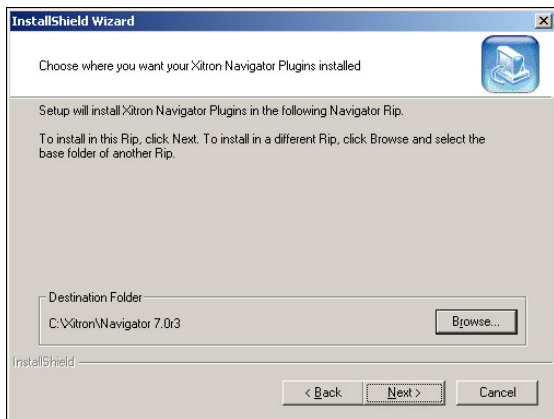 InstallShield Wizard
Choose where you want your Xitron Navigator Plugins installed
Setup will install Xitron Navigator Plugins in the following Navigator Rip.
To install in this Rip, click Next. To install in a different Rip, click Browse and select the
base folder of another Rip.
Destination Folder
C:\Xitron\Navigator 7.0r3
Browse...
InstallShield
< Back
Next >
Cancel